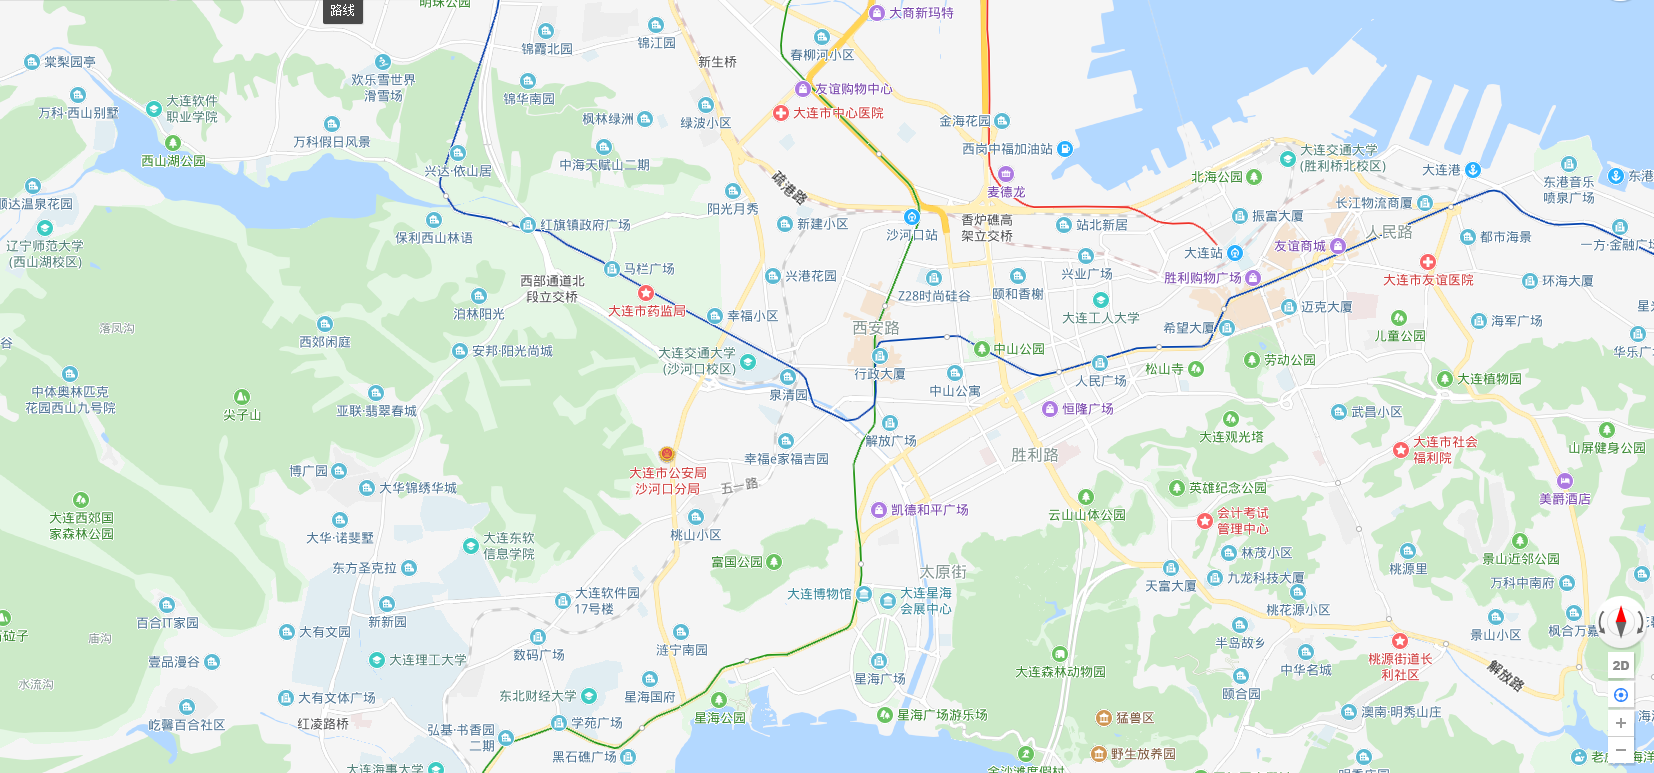 明珠公园
路线
大商新玛特
锦霞北园
锦江园
春柳河小区
棠梨园亭
欢乐雪世界
滑雪场
新生桥
友谊购物中心
万科·西山别墅
大连软件
职业学院
锦华南园
枫林绿洲
绿波小区
大连市中心医院
金海花园
万科假日风景
西山湖公园
兴达·依山居
中海天赋山二期
西岗中福加油站
大连交通大学
(胜利桥北校区)
北海公园
大连港
东港音乐
喷泉广场
东港
疏港路
麦德龙
顺达温泉花园
阳光月秀
长江物流商厦
保利西山林语
红旗镇政府广场
新建小区
沙河口站
香炉礁高
架立交桥
站北新居
振富大厦
人民路
都市海景
一方·金融广场
辽宁师范大学
(西山湖校区)
马栏广场
大连站
友谊商城
西部通道北
段立交桥
兴港花园
Z28时尚硅谷
颐和香榭
兴业广场
胜利购物广场
大连市友谊医院
环海大厦
大连市药监局
泊林阳光
幸福小区
大连工人大学
希望大厦
迈克大厦
海军广场
星
落凤沟
西郊闲庭
西安路
儿童公园
谷
安邦·阳光尚城
大连交通大学
(沙河口校区)
中山公园
华乐广
行政大厦
劳动公园
松山寺
中体奥林匹克
花园西山九号院
泉清园
中山公寓
人民广场
大连植物园
尖子山
亚联·翡翠春城
恒隆广场
武昌小区
解放广场
大连观光塔
大连市社会
福利院
山屏健身公园
幸福e家福吉园
胜利路
博广园
大连市公安局
沙河口分局
大华锦绣华城
五一路
英雄纪念公园
美爵酒店
大连西郊国
家森林公园
凯德和平广场
云山山体公园
会计考试
管理中心
大华·诺斐墅
桃山小区
大连东软
信息学院
富国公园
林茂小区
桃源里
景山近邻公园
东方圣克拉
太原街
天富大厦
九龙科技大厦
万科中南府
大连软件园
17号楼
大连博物馆
大连星海
会展中心
桃花源小区
百合IT家园
新新园
庙沟
大有文园
景山小区
枫合万嘉
半岛故乡
数码广场
涟宁南园
壹品漫谷
大连理工大学
大连森林动物园
中华名城
桃源街道长
利社区
2D
水流沟
星海国府
星海广场
解放路
大有文体广场
东北财经大学
颐合园
屹馨百合社区
红凌路桥
弘基·书香园
二期
学苑广场
星海公园
星海广场游乐场
猛兽区
澳南·明秀山庄
黑石礁广场
野生放养园
大连海事大学
金沙滩度假村
明秀庄园
老虎
海洋